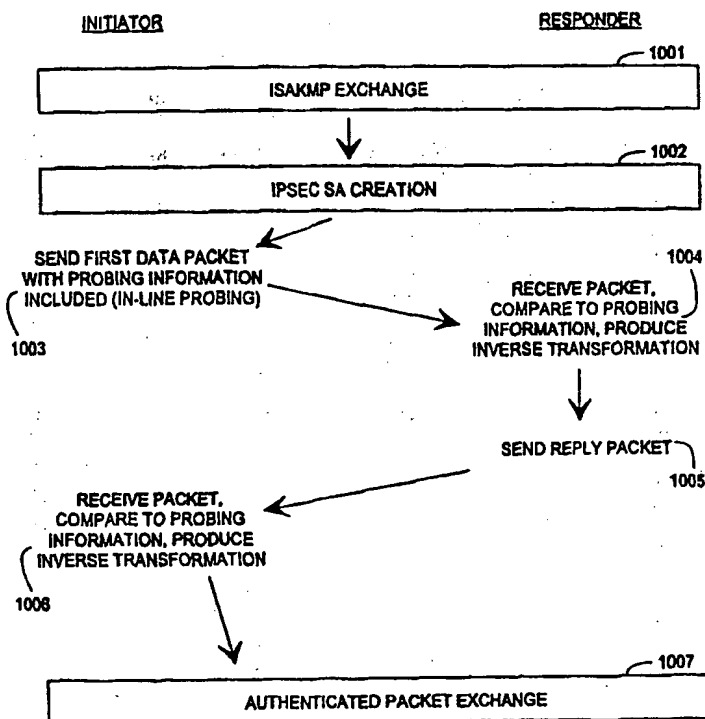 INITIATOR
RESPONDER
1001
ISAKMP EXCHANGE
1002
IPSEC SA CREATION
SEND FIRST DATA PACKET
WITH PROBING INFORMATION
INCLUDED (IN-LINE PROBING)
1003
1004
RECEIVE PACKET,
COMPARE TO PROBING
INFORMATION, PRODUCE
INVERSE TRANSFORMATION
SEND REPLY PACKET
1005
RECEIVE PACKET,
COMPARE TO PROBING
INFORMATION, PRODUCE
INVERSE TRANSFORMATION
1006
1007
AUTHENTICATED PACKET EXCHANGE